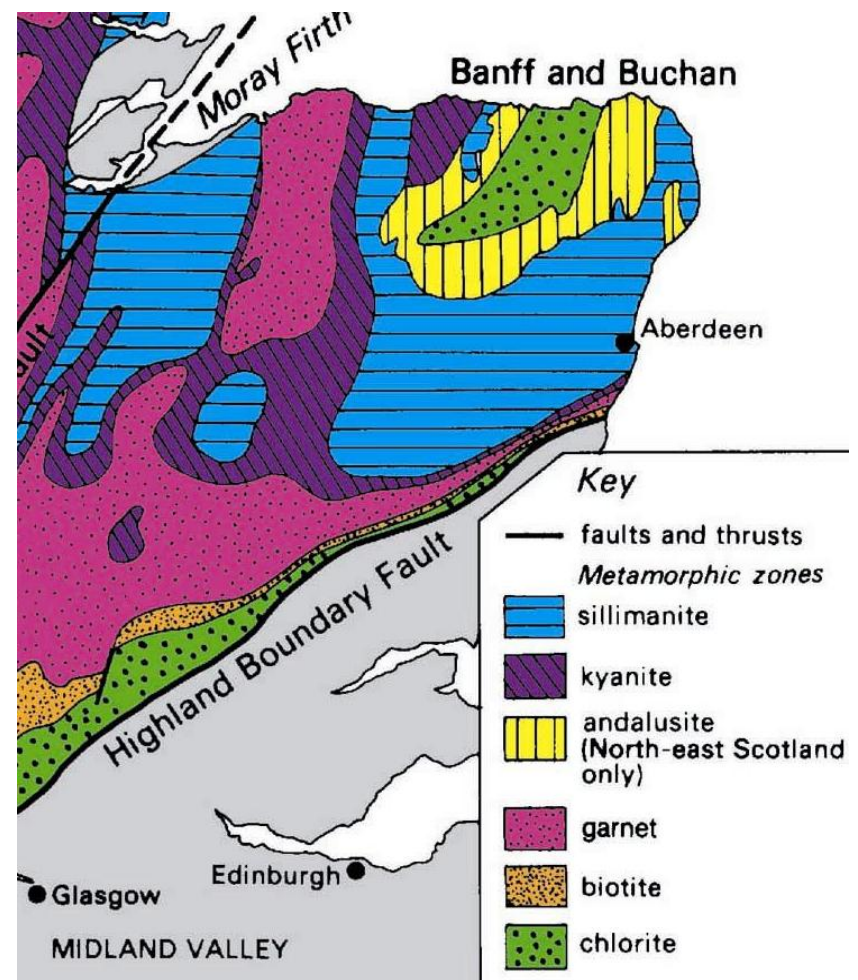 Moray Firth
Banff and Buchan
Aberdeen
ault
Highland Boundary Fault
Edinburgh
Glasgow
MIDLAND VALLEY
Key
faults and thrusts
Metamorphic zones
sillimanite
kyanite
andalusite
(North-east Scotland
only)
garnet
biotite
chlorite